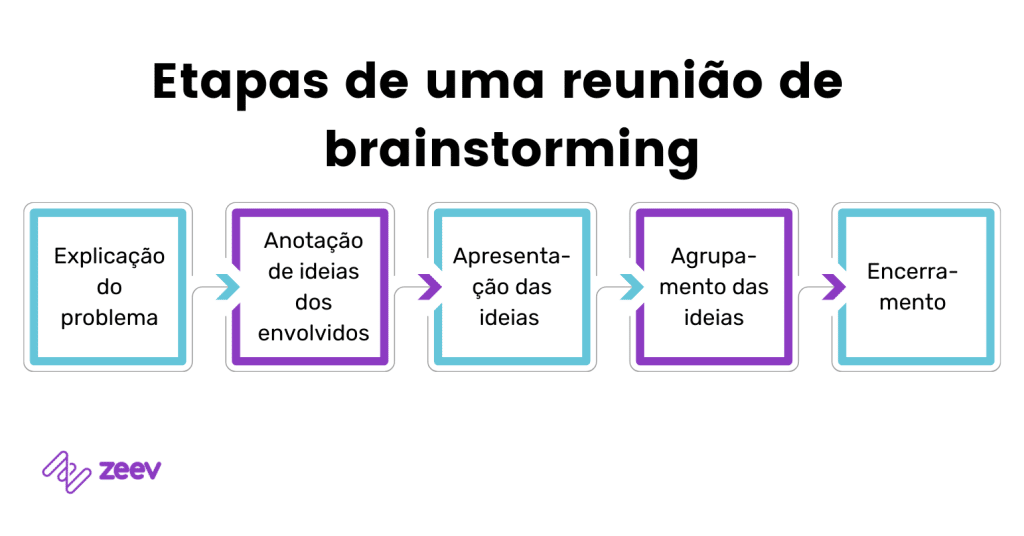 Etapas de uma reunião de
brainstorming
Explicação
do
problema
Anotação
de ideias
dos
envolvidos
Apresenta-
ção das
ideias
Agrupa-
mento das
ideias
Encerra-
mento
zeev